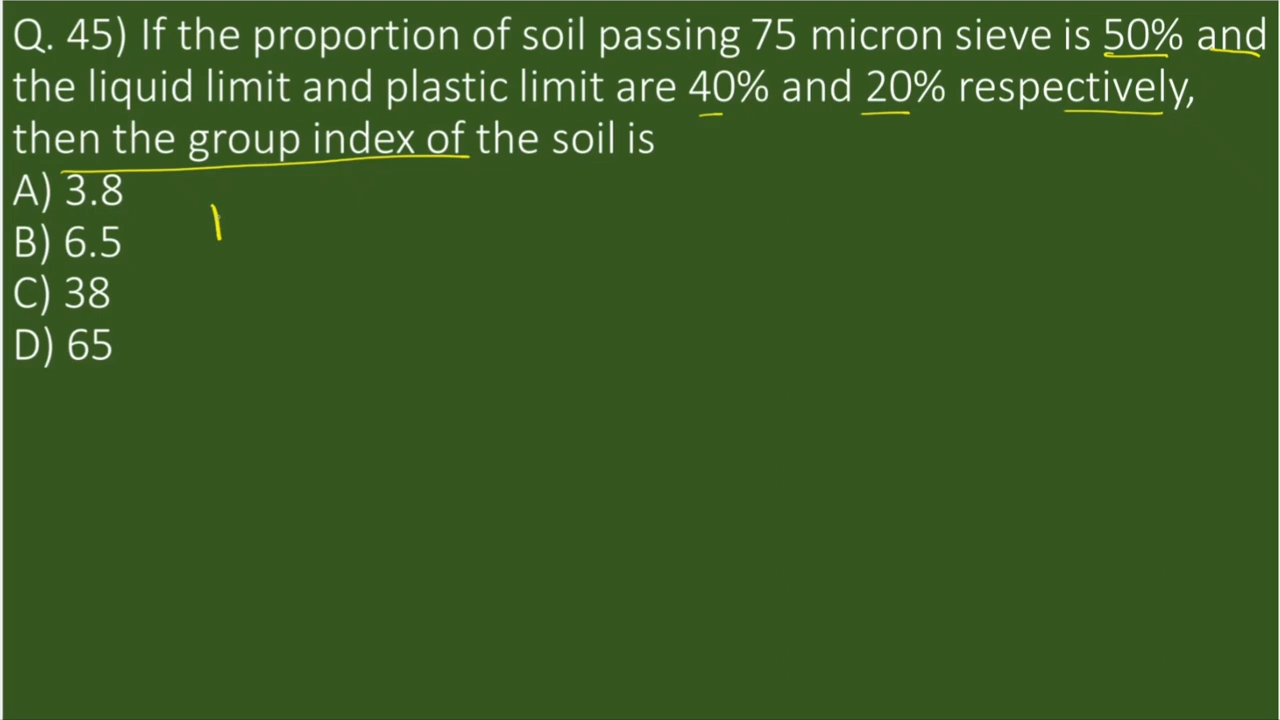 Q. 45) If the proportion of soil passing 75 micron sieve is 50% and
the liquid limit and plastic limit are 40% and 20% respectively,
then the group index of the soil is
A) 3.8
B) 6.5
C) 38
D) 65